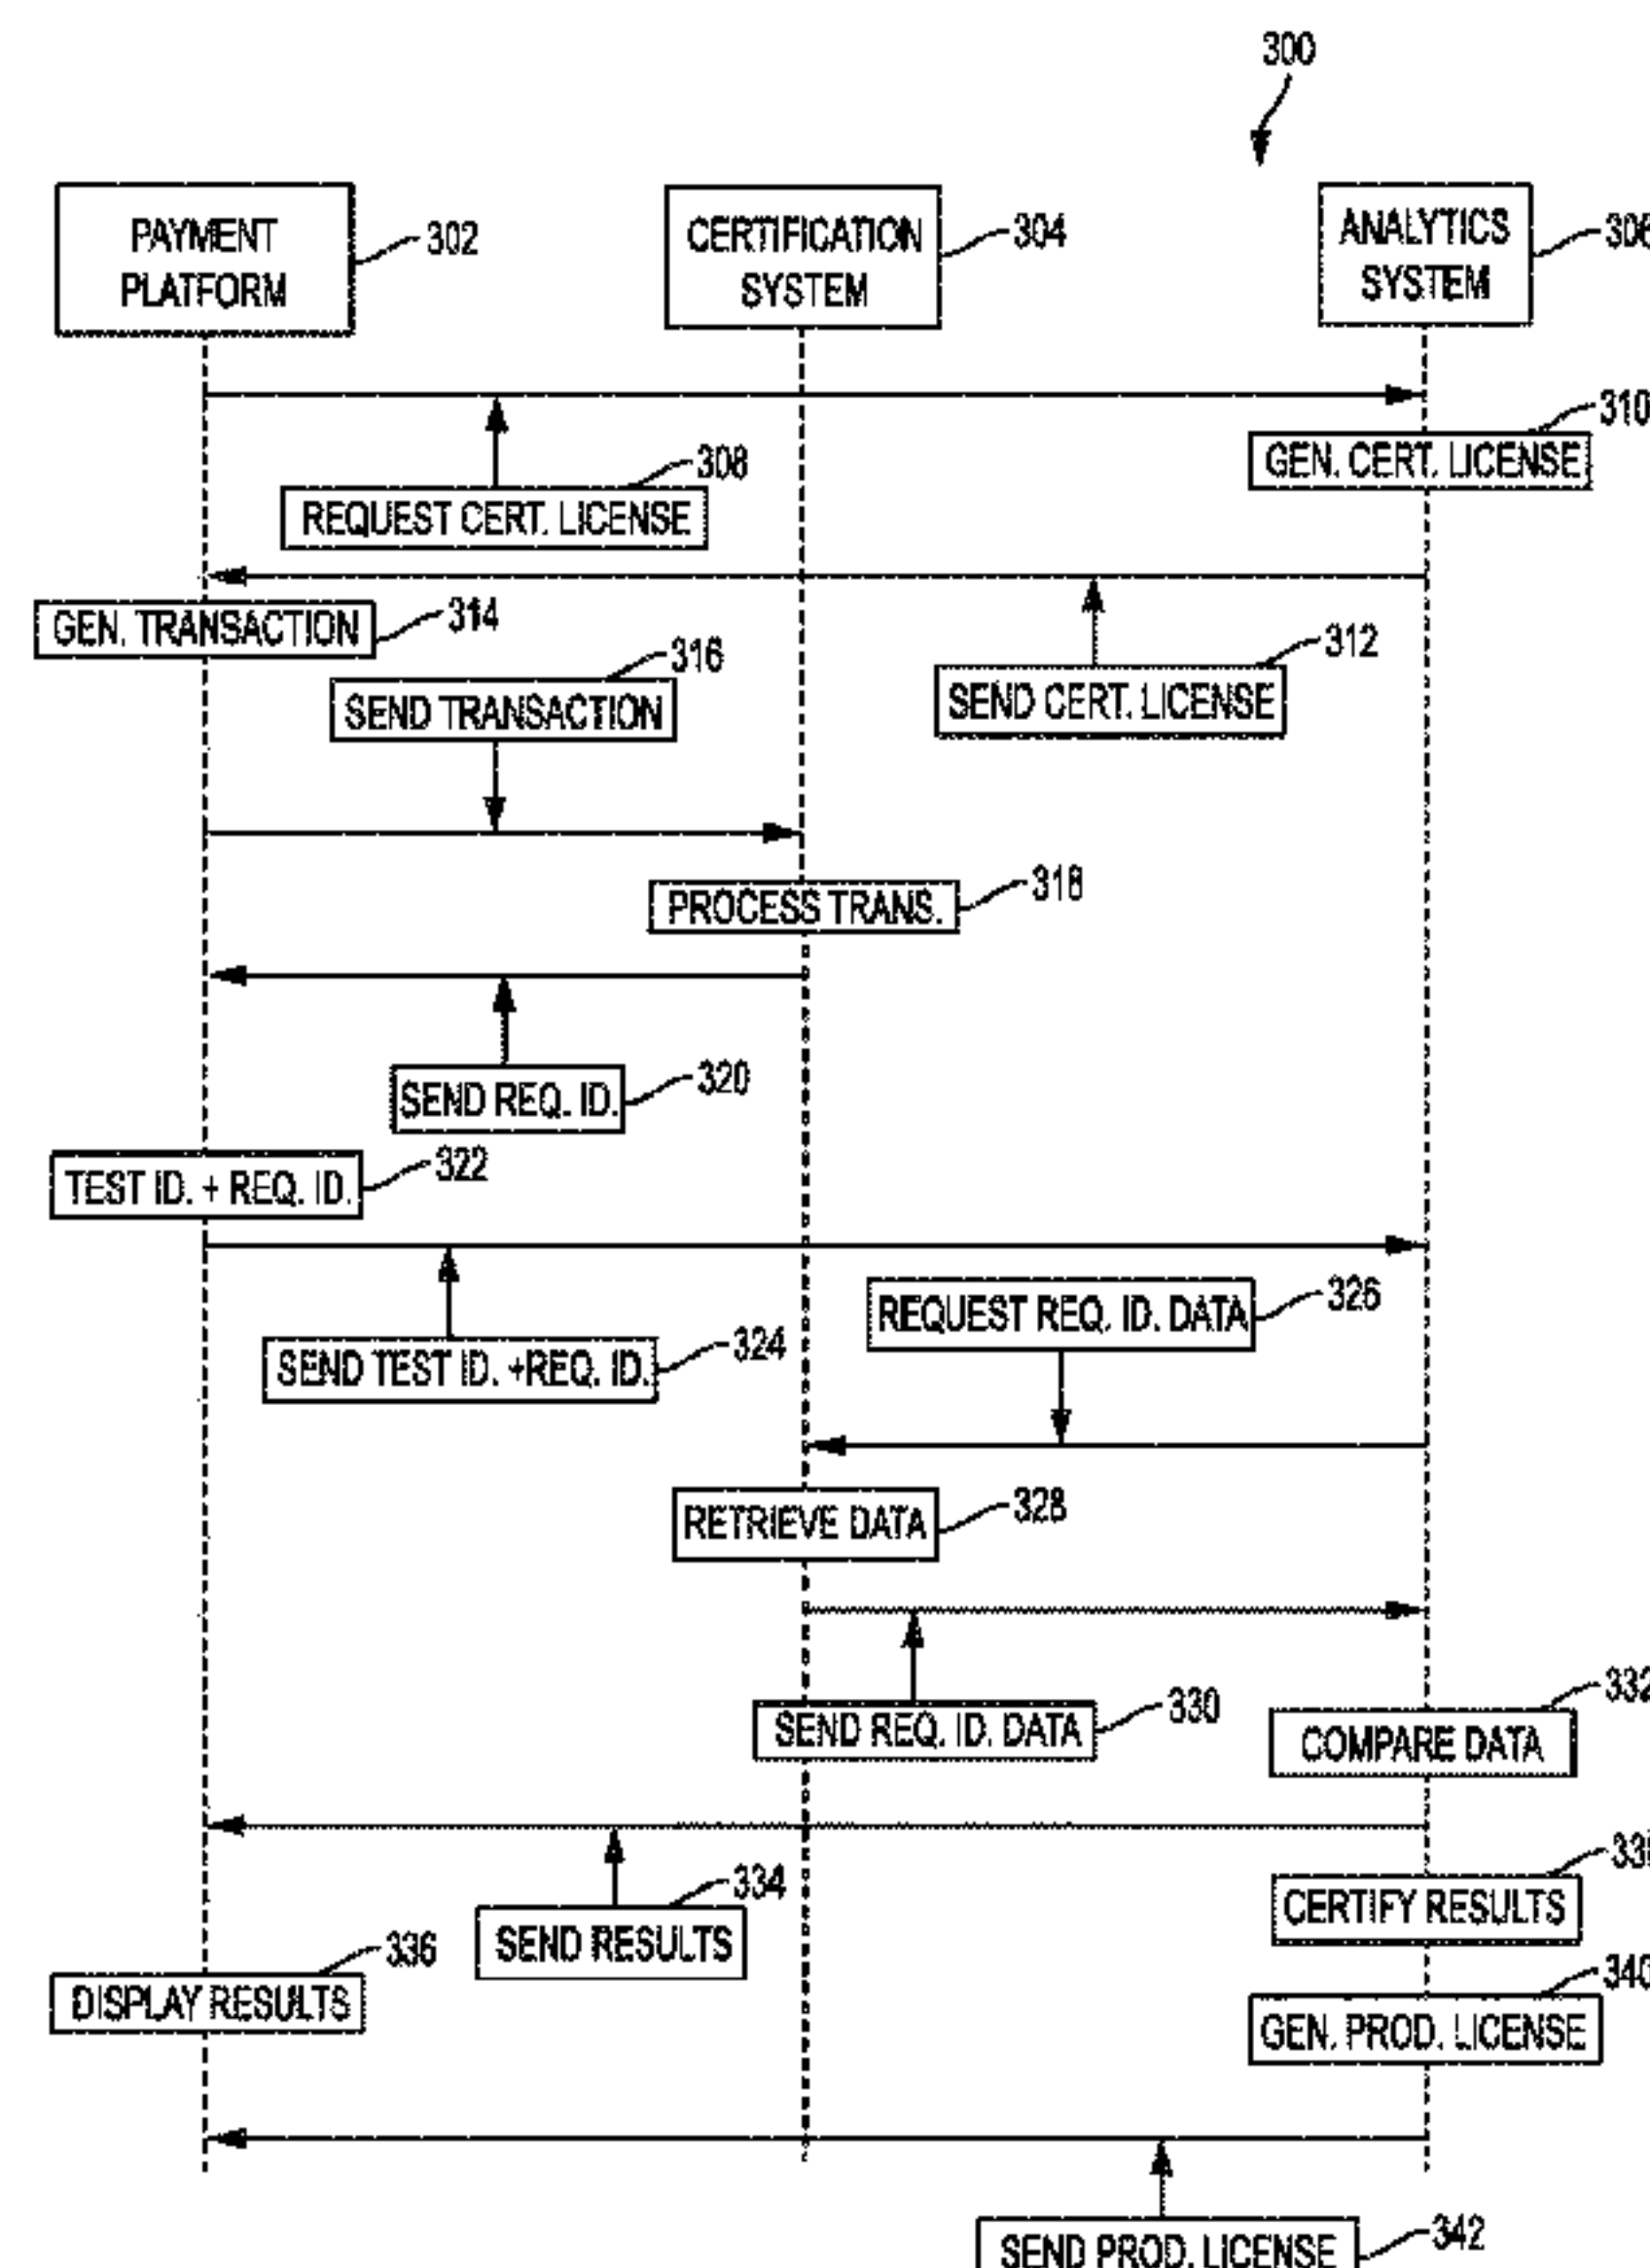 300
PAYMENT
PLATFORM
302
CERTIFICATION
SYSTEM
304
ANALYTICS
SYSTEM
306
310
GEN. CERT. LICENSE
308
REQUEST CERT. LICENSE
GEN. TRANSACTION
314
312
SEND CERT. LICENSE
316
SEND TRANSACTION
PROCESS TRANS.
318
SEND REQ. ID.
320
TEST ID. + REQ. ID.
322
REQUEST REQ. ID. DATA
326
SEND TEST ID. +REQ. ID.
324
RETRIEVE DATA
328
SEND REQ. ID. DATA
330
332
COMPARE DATA
334
SEND RESULTS
CERTIFY RESULTS
336
DISPLAY RESULTS
340
GEN. PROD. LICENSE
SEND PROD. LICENSE
342